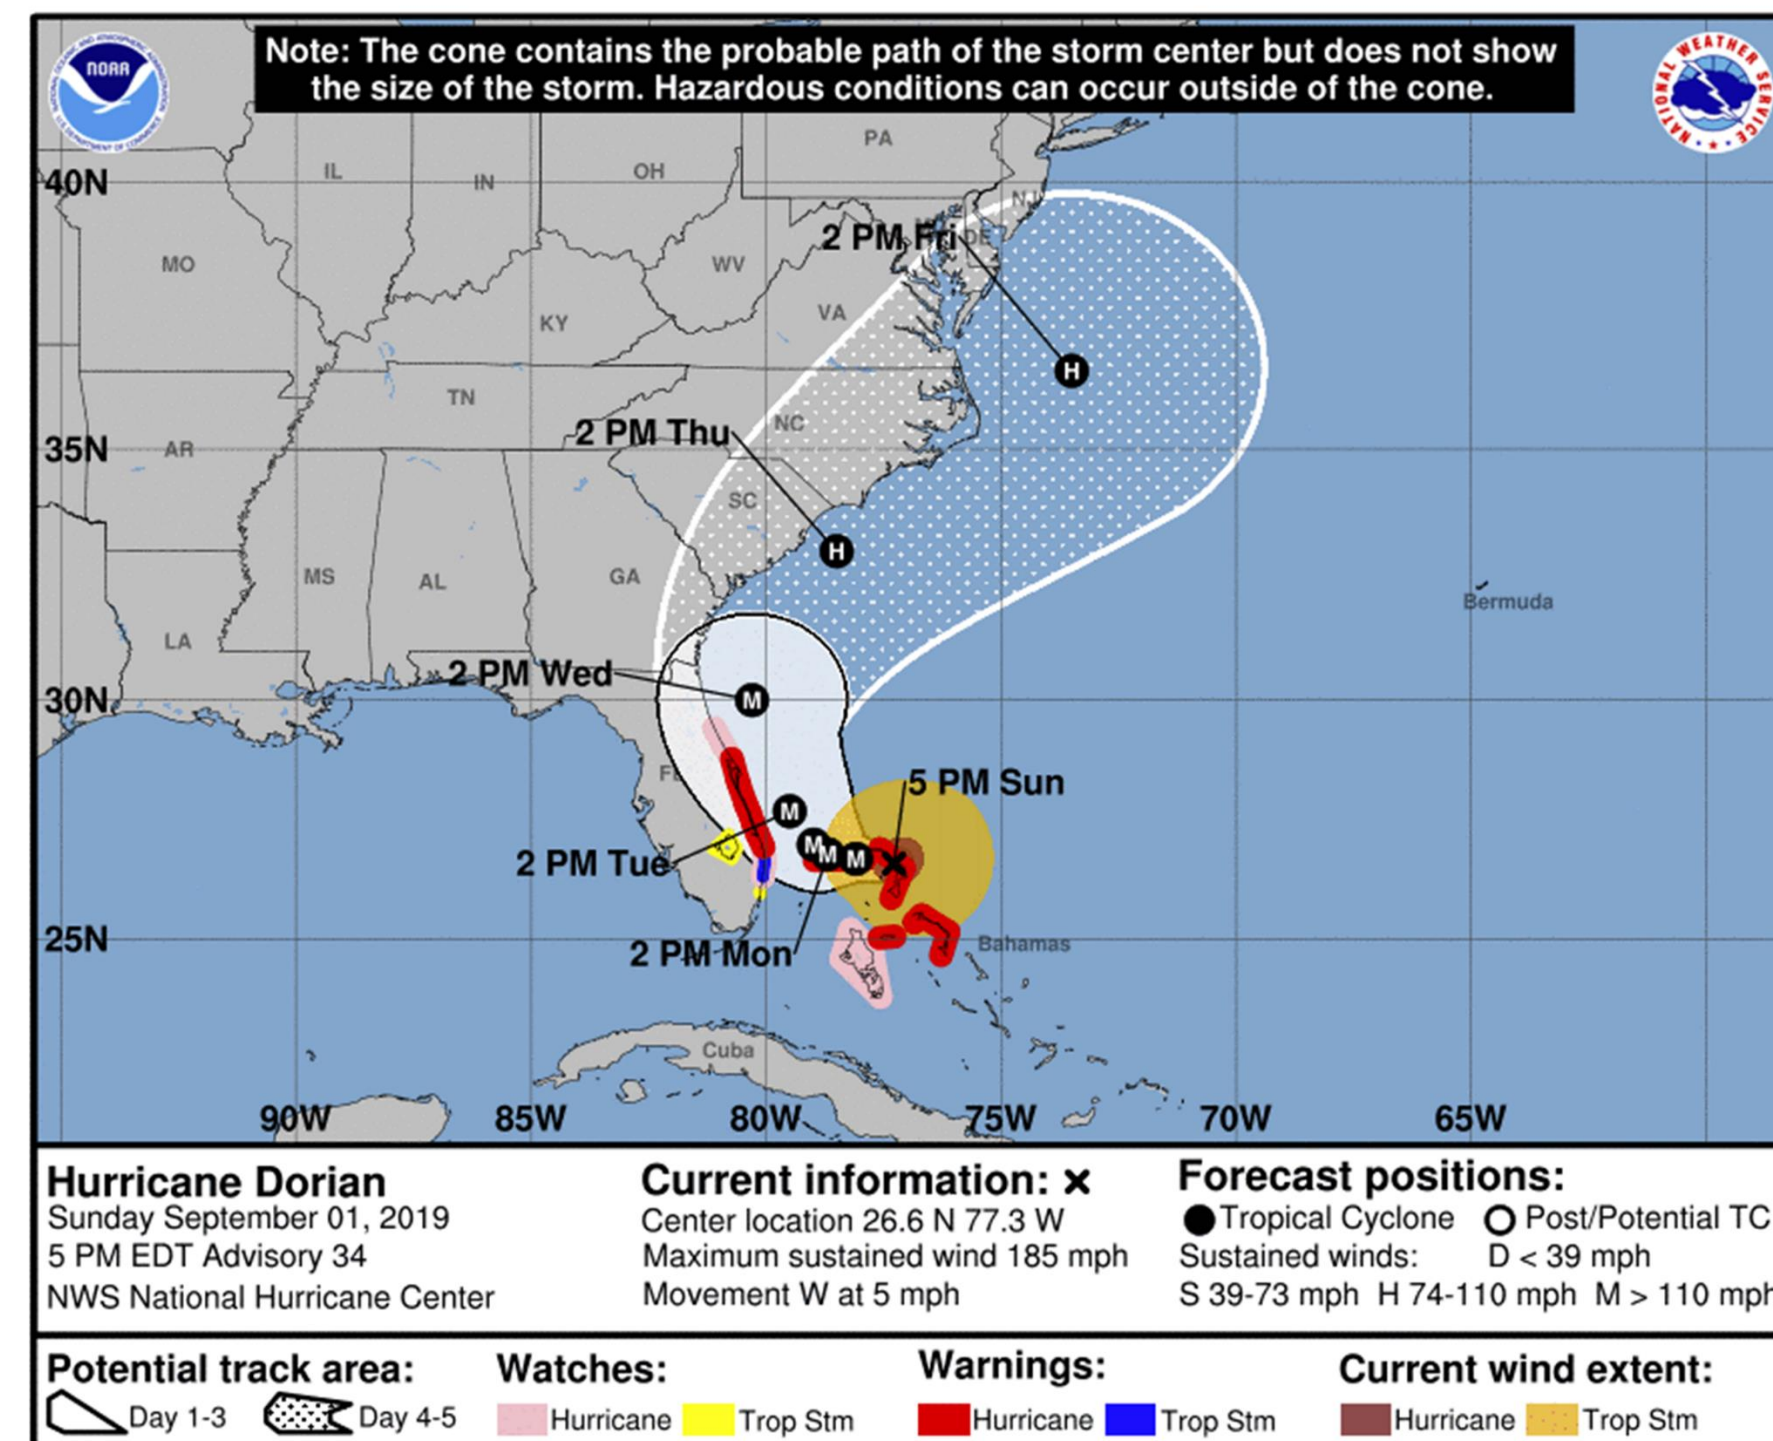 Note: The cone contains the probable path of the storm center but does not show
the size of the storm. Hazardous conditions can occur outside of the cone.
NOAA
NATIONAL WEATHER SERVICE
PA
40N
IL
IN
OH
NJ
2 PM Fri
DE
MO
WV
VA
KY
H
TN
NC
2 PM Thu
35N
AR
SC
H
MS
AL
GA
Bermuda
LA
2 PM Wed
30N
M
FL
5 PM Sun
M
M
M
M
2 PM Tue
2 PM Mon
25N
Bahamas
Cuba
90W
85W
80W
75W
70W
65W
Hurricane Dorian
Sunday September 01, 2019
5 PM EDT Advisory 34
NWS National Hurricane Center
Current information: x
Center location 26.6 N 77.3 W
Maximum sustained wind 185 mph
Movement W at 5 mph
Forecast positions:
Tropical Cyclone Post/Potential TC
Sustained winds: D < 39 mph
S 39-73 mph H 74-110 mph M > 110 mph
Potential track area:
Day 1-3 Day 4-5
Watches:
Hurricane Trop Stm
Warnings:
Hurricane Trop Stm
Current wind extent:
Hurricane Trop Stm